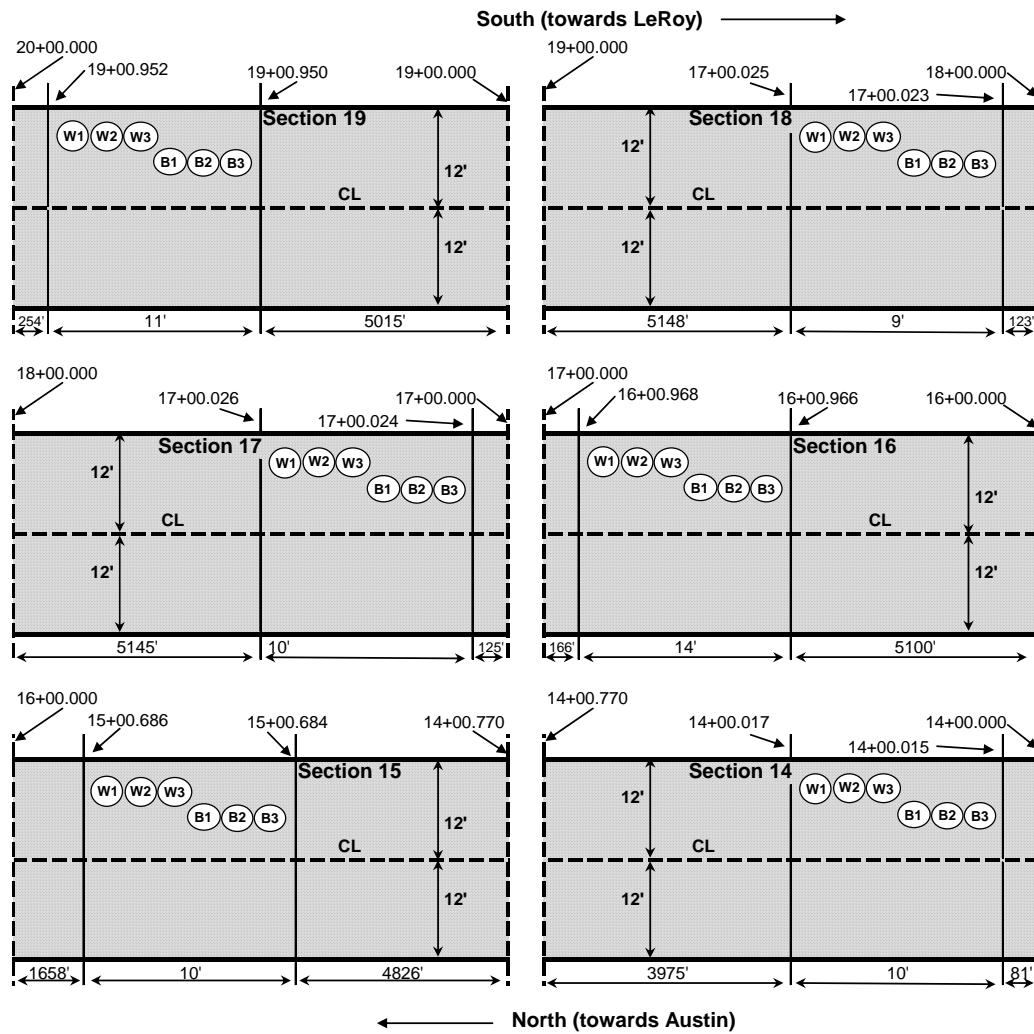 South (towards LeRoy)
20+00.000
19+00.952
19+00.950
19+00.000
Section 19
W1 W2 W3
B1 B2 B3
12'
CL
12'
254'
11'
5015'
19+00.000
17+00.025
18+00.000
17+00.023
Section 18
12'
W1 W2 W3
B1 B2 B3
CL
12'
5148'
9'
123'
18+00.000
17+00.026
17+00.000
17+00.024
Section 17
12'
W1 W2 W3
B1 B2 B3
CL
12'
5145'
10'
125'
17+00.000
16+00.968
16+00.966
16+00.000
Section 16
W1 W2 W3
B1 B2 B3
12'
CL
12'
166'
14'
5100'
16+00.000
15+00.686
15+00.684
14+00.770
Section 15
W1 W2 W3
B1 B2 B3
12'
CL
12'
1658'
10'
4826'
14+00.770
14+00.017
14+00.000
14+00.015
Section 14
12'
W1 W2 W3
B1 B2 B3
CL
12'
3975'
10'
81'
North (towards Austin)